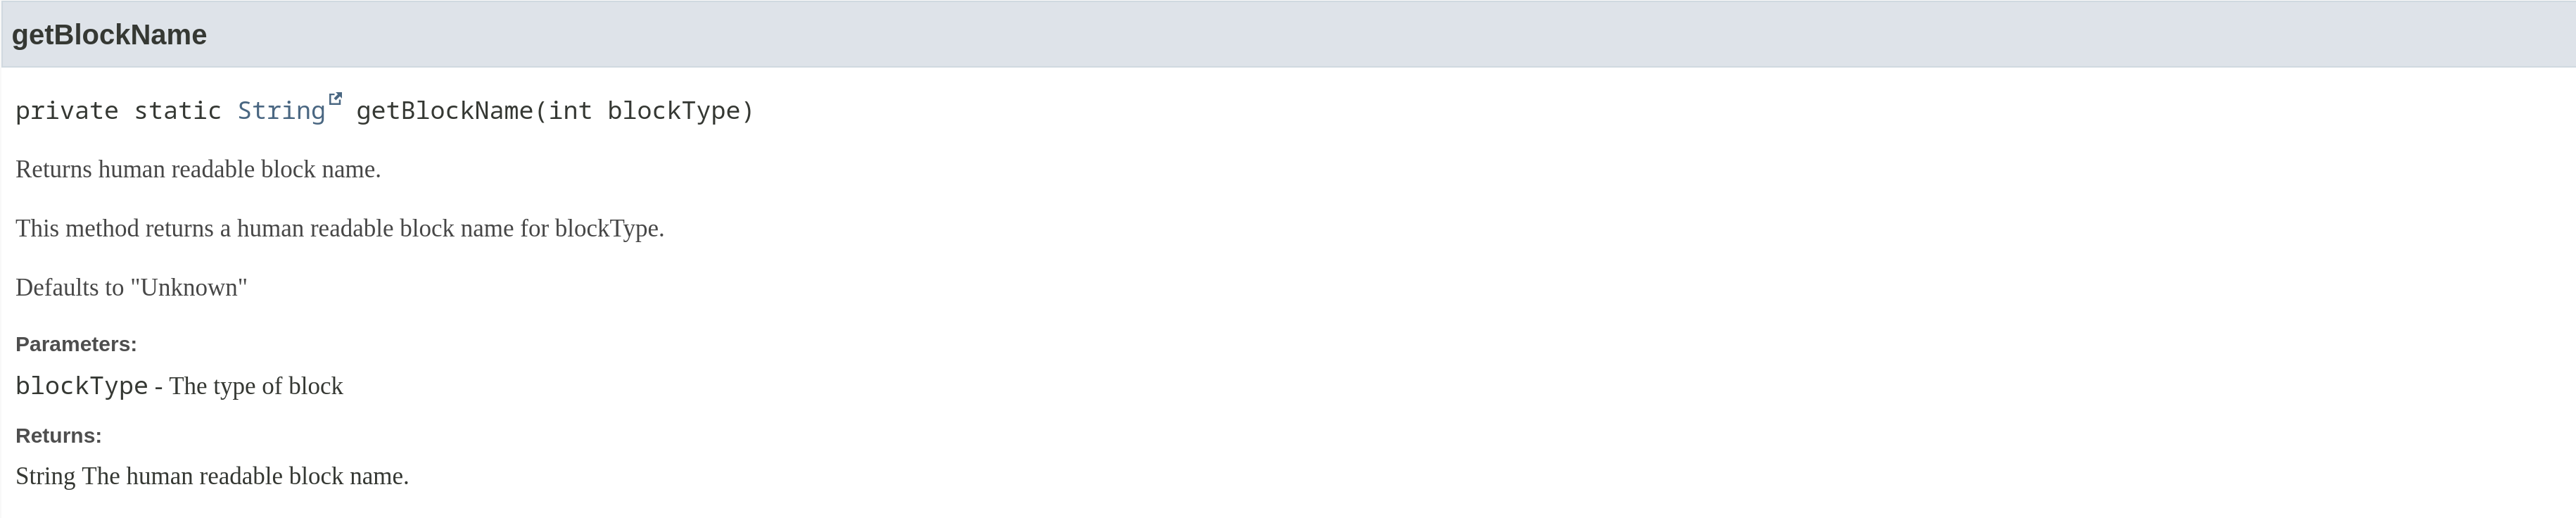 getBlockName
private static String getBlockName(int blockType)
Returns human readable block name.
This method returns a human readable block name for blockType.
Defaults to "Unknown"
Parameters:
blockType - The type of block
Returns:
String The human readable block name.